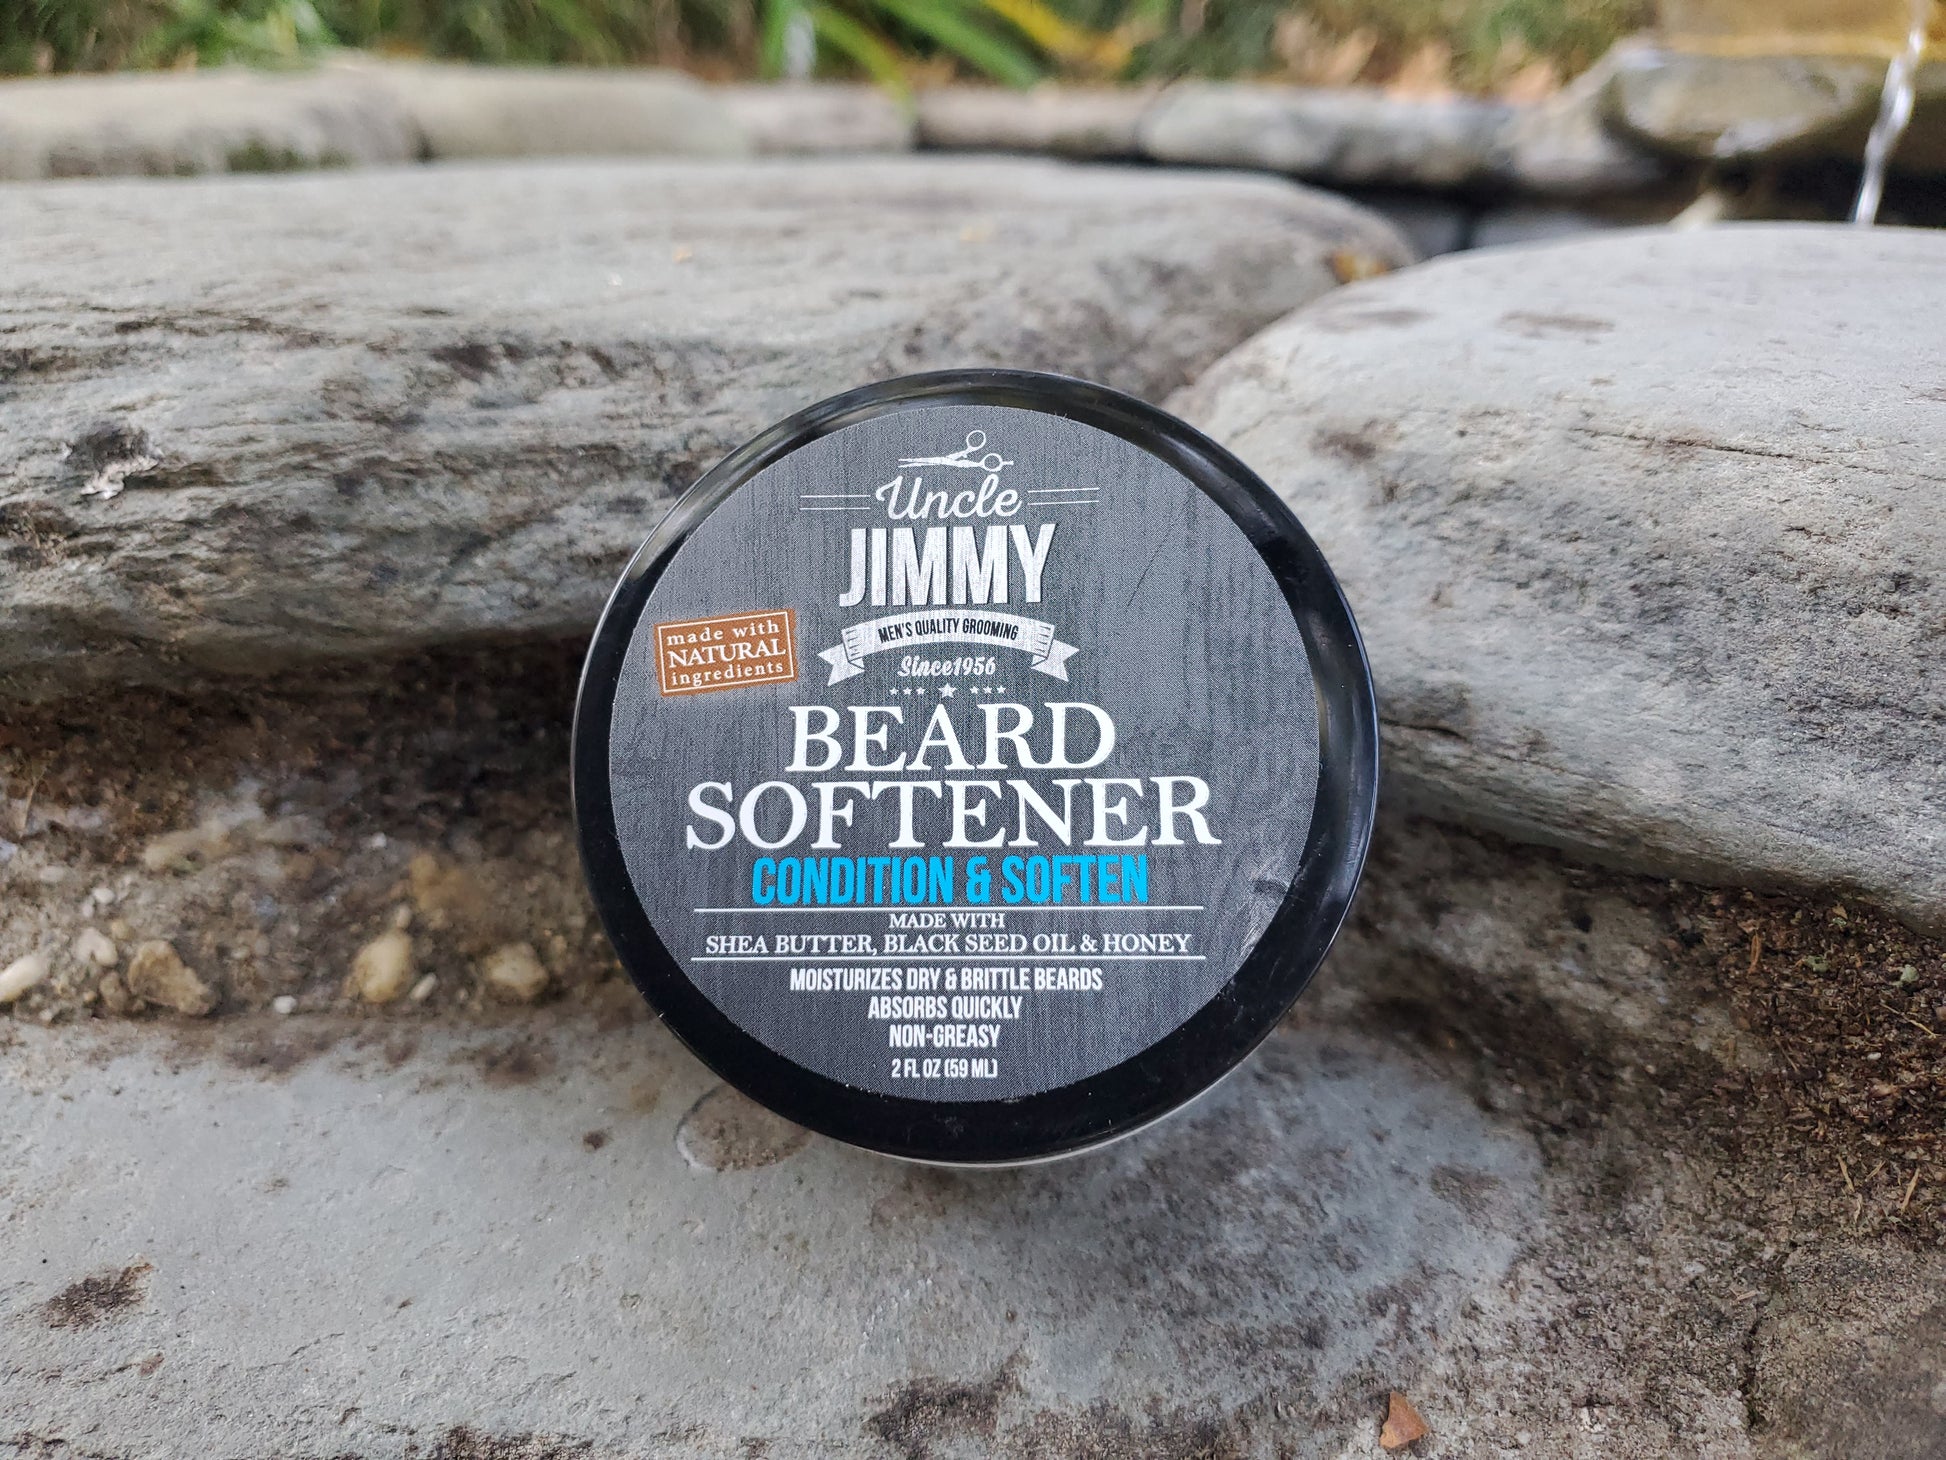 Uncle
JIMMY
MEN'S QUALITY GROOMING
Since1956
made with
NATURAL
ingredients
BEARD
SOFTENER
CONDITION & SOFTEN
MADE WITH
SHEA BUTTER, BLACK SEED OIL & HONEY
MOISTURIZES DRY & BRITTLE BEARDS
ABSORBS QUICKLY
NON-GREASY
2 FL OZ (59 ML)